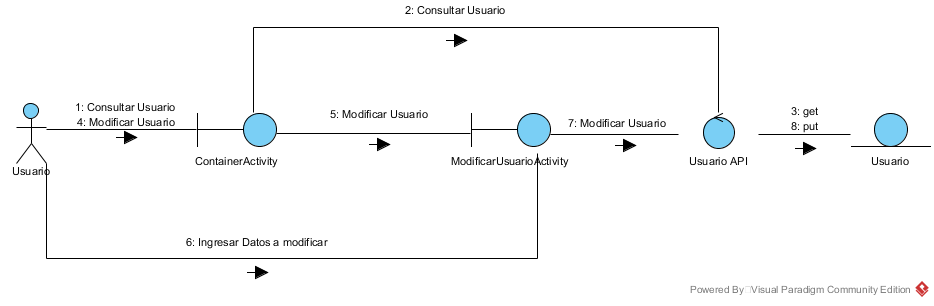 2: Consultar Usuario
1: Consultar Usuario
4: Modificar Usuario
5: Modificar Usuario
7: Modificar Usuario
3: get
8: put
Usuario
ContainerActivity
ModificarUsuarioActivity
Usuario API
Usuario
6: Ingresar Datos a modificar
Powered By Visual Paradigm Community Edition